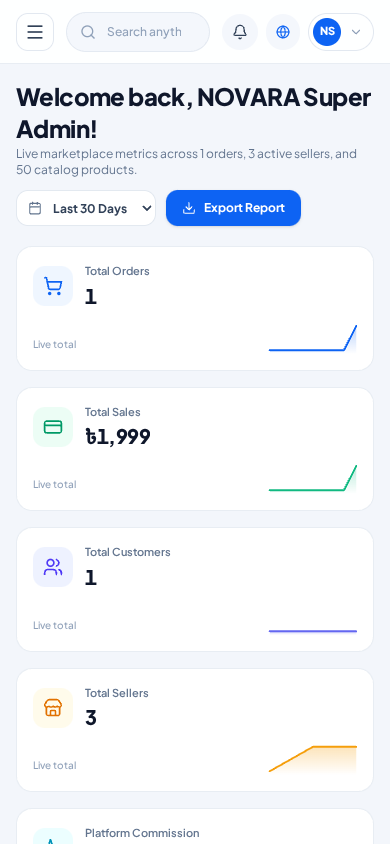 Search anyth
NS
Welcome back, NOVARA Super
Admin!
Live marketplace metrics across 1 orders, 3 active sellers, and
50 catalog products.
Last 30 Days
Export Report
Total Orders
1
Live total
Total Sales
৳1,999
Live total
Total Customers
1
Live total
Total Sellers
3
Live total
Platform Commission